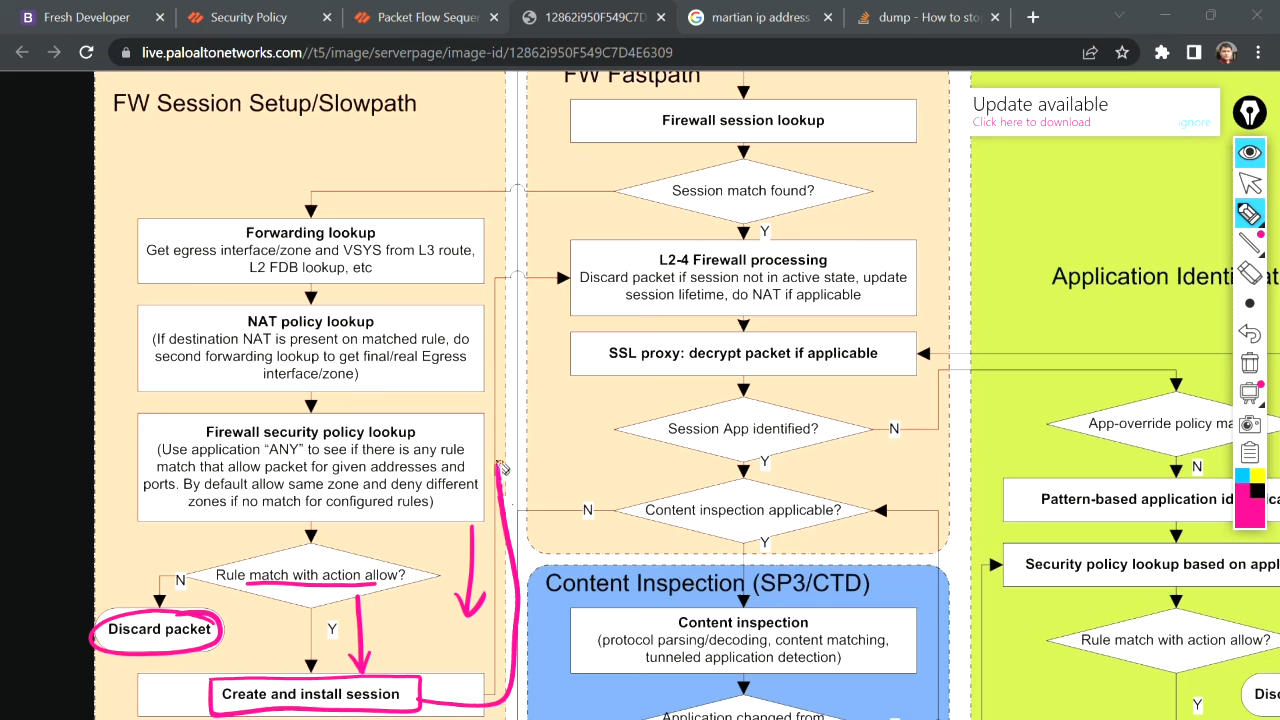 Fresh Developer
Security Policy
Packet Flow Sequer
12862i950F549C7D
martian ip address
dump - How to sto
live.paloaltonetworks.com//t5/image/serverpage/image-id/12862i950F549C7D4E6309
FW Session Setup/Slowpath
Forwarding lookup
Get egress interface/zone and VSYS from L3 route,
L2 FDB lookup, etc
NAT policy lookup
(If destination NAT is present on matched rule, do
second forwarding lookup to get final/real Egress
interface/zone)
Firewall security policy lookup
(Use application “ANY” to see if there is any rule
match that allow packet for given addresses and
ports. By default allow same zone and deny different
zones if no match for configured rules)
Rule match with action allow?
N
Discard packet
Y
Create and install session
FW Fastpath
Firewall session lookup
Session match found?
Y
L2-4 Firewall processing
Discard packet if session not in active state, update
session lifetime, do NAT if applicable
SSL proxy: decrypt packet if applicable
Session App identified?
N
Y
Content inspection applicable?
N
Y
Content Inspection (SP3/CTD)
Content inspection
(protocol parsing/decoding, content matching,
tunneled application detection)
Application changed from
Update available
Click here to download
ignore
Application Identi
App-override policy ma
N
Pattern-based application id
Security policy lookup based on appl
Rule match with action allow?
Y
Disc